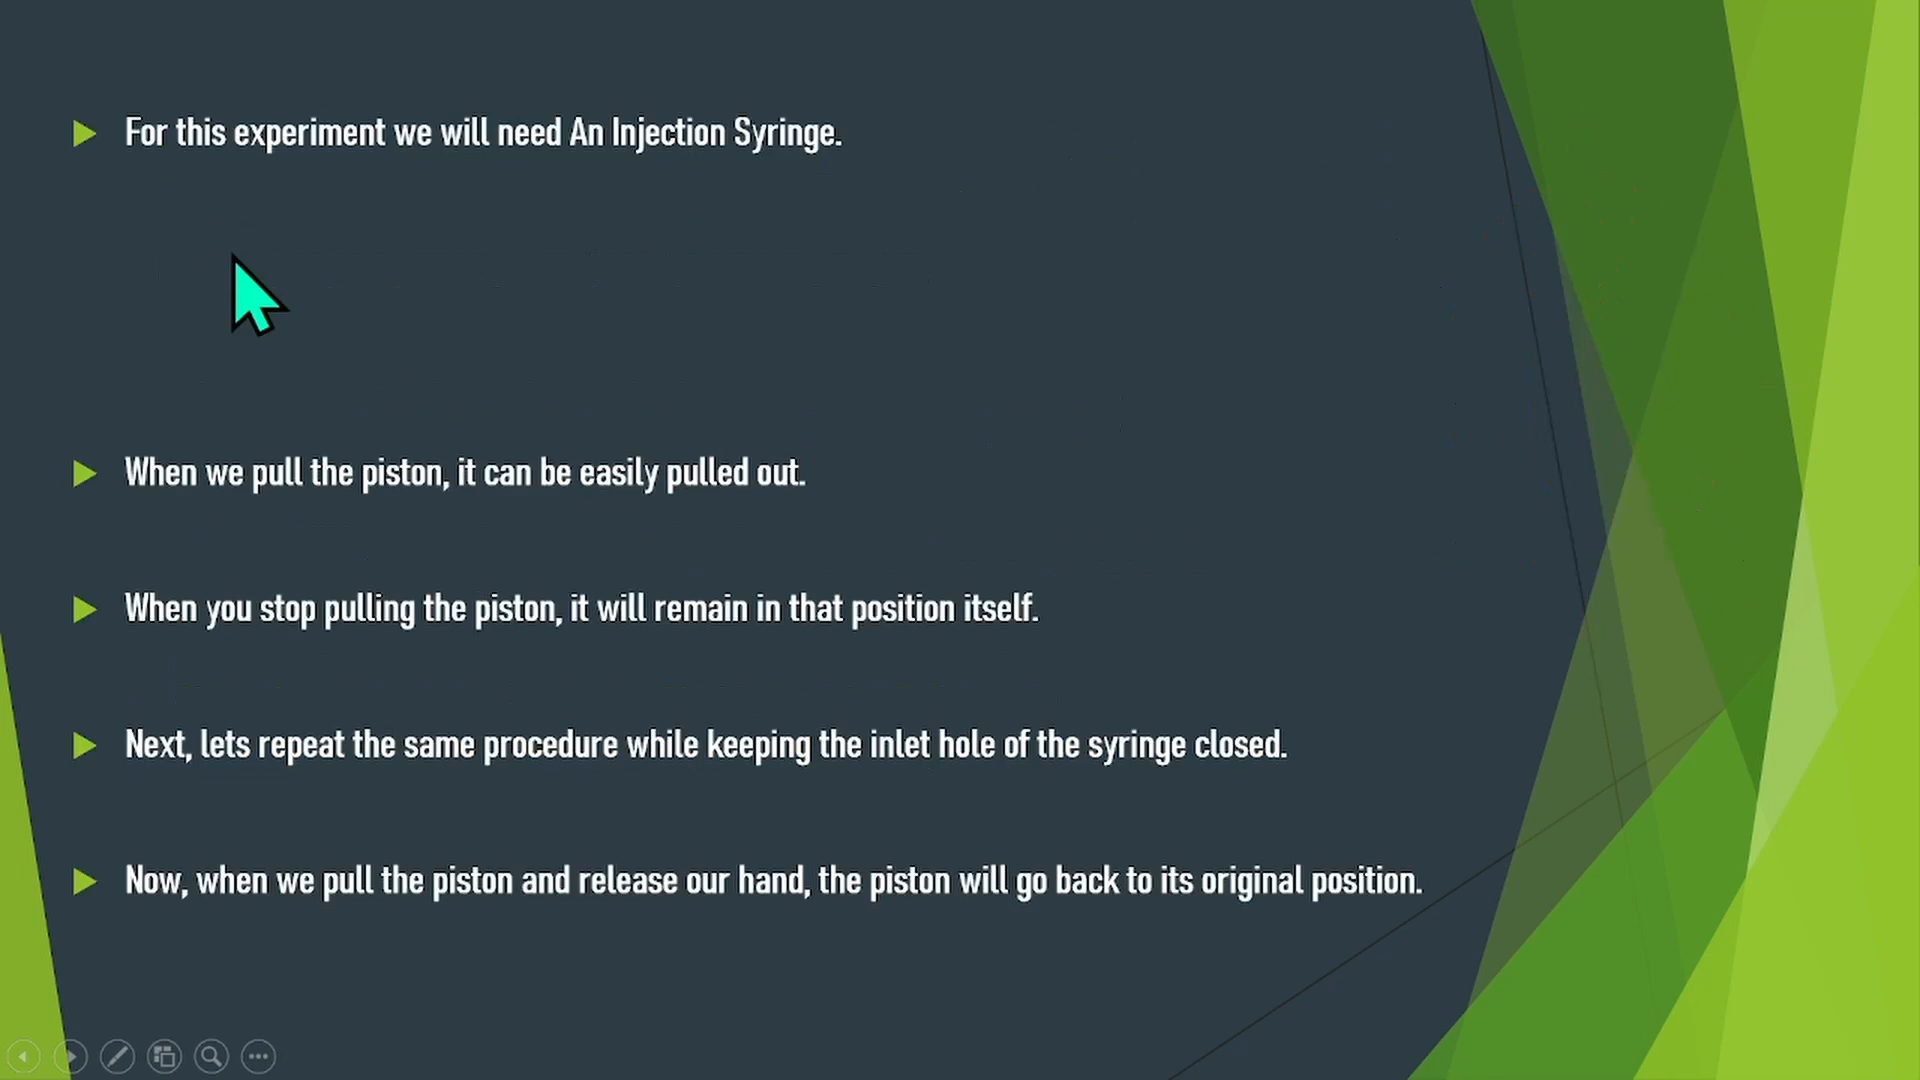 For this experiment we will need An Injection Syringe.
When we pull the piston, it can be easily pulled out.
When you stop pulling the piston, it will remain in that position itself.
Next, lets repeat the same procedure while keeping the inlet hole of the syringe closed.
Now, when we pull the piston and release our hand, the piston will go back to its original position.